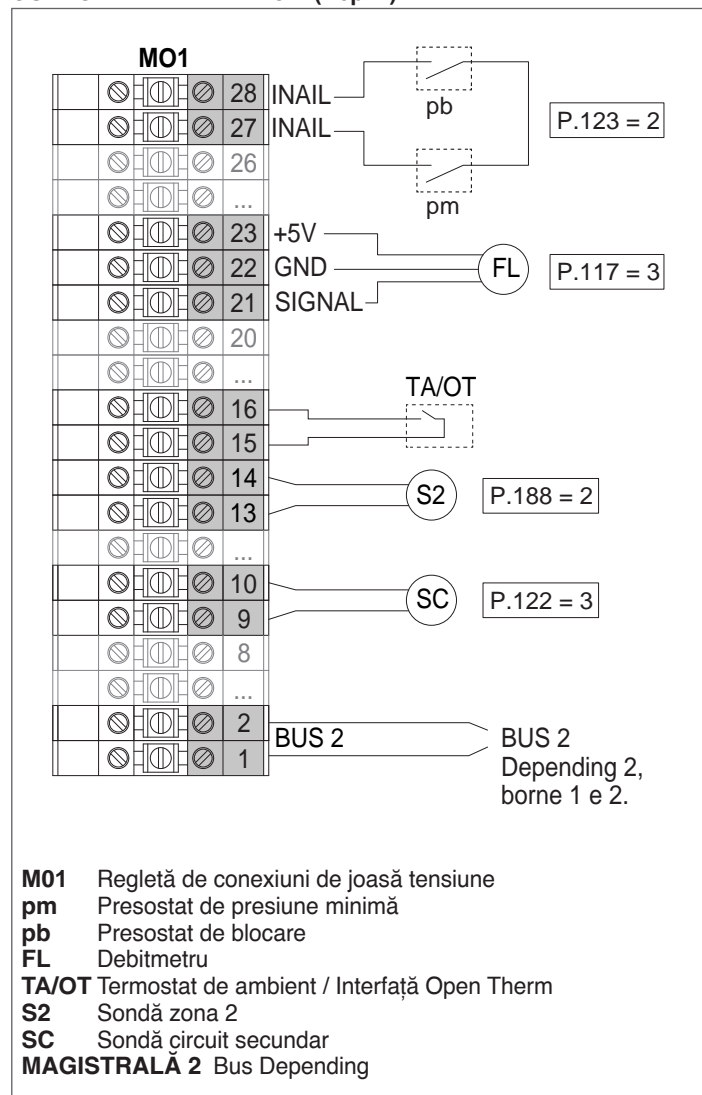 MO1
28 INAIL
pb
P.123 = 2
27 INAIL
26
...
pm
23 +5V
22 GND
FL
P.117 = 3
21 SIGNAL
20
...
TA/OT
16
15
14
S2
P.188 = 2
13
...
10
SC
P.122 = 3
9
8
...
2
BUS 2
BUS 2
1
Depending 2,
borne 1 e 2.
M01 Regletă de conexiuni de joasă tensiune
pm Presostat de presiune minimă
pb Presostat de blocare
FL Debitmetru
TA/OT Termostat de ambient / Interfață Open Therm
S2 Sondă zona 2
SC Sondă circuit secundar
MAGISTRALĂ 2 Bus Depending